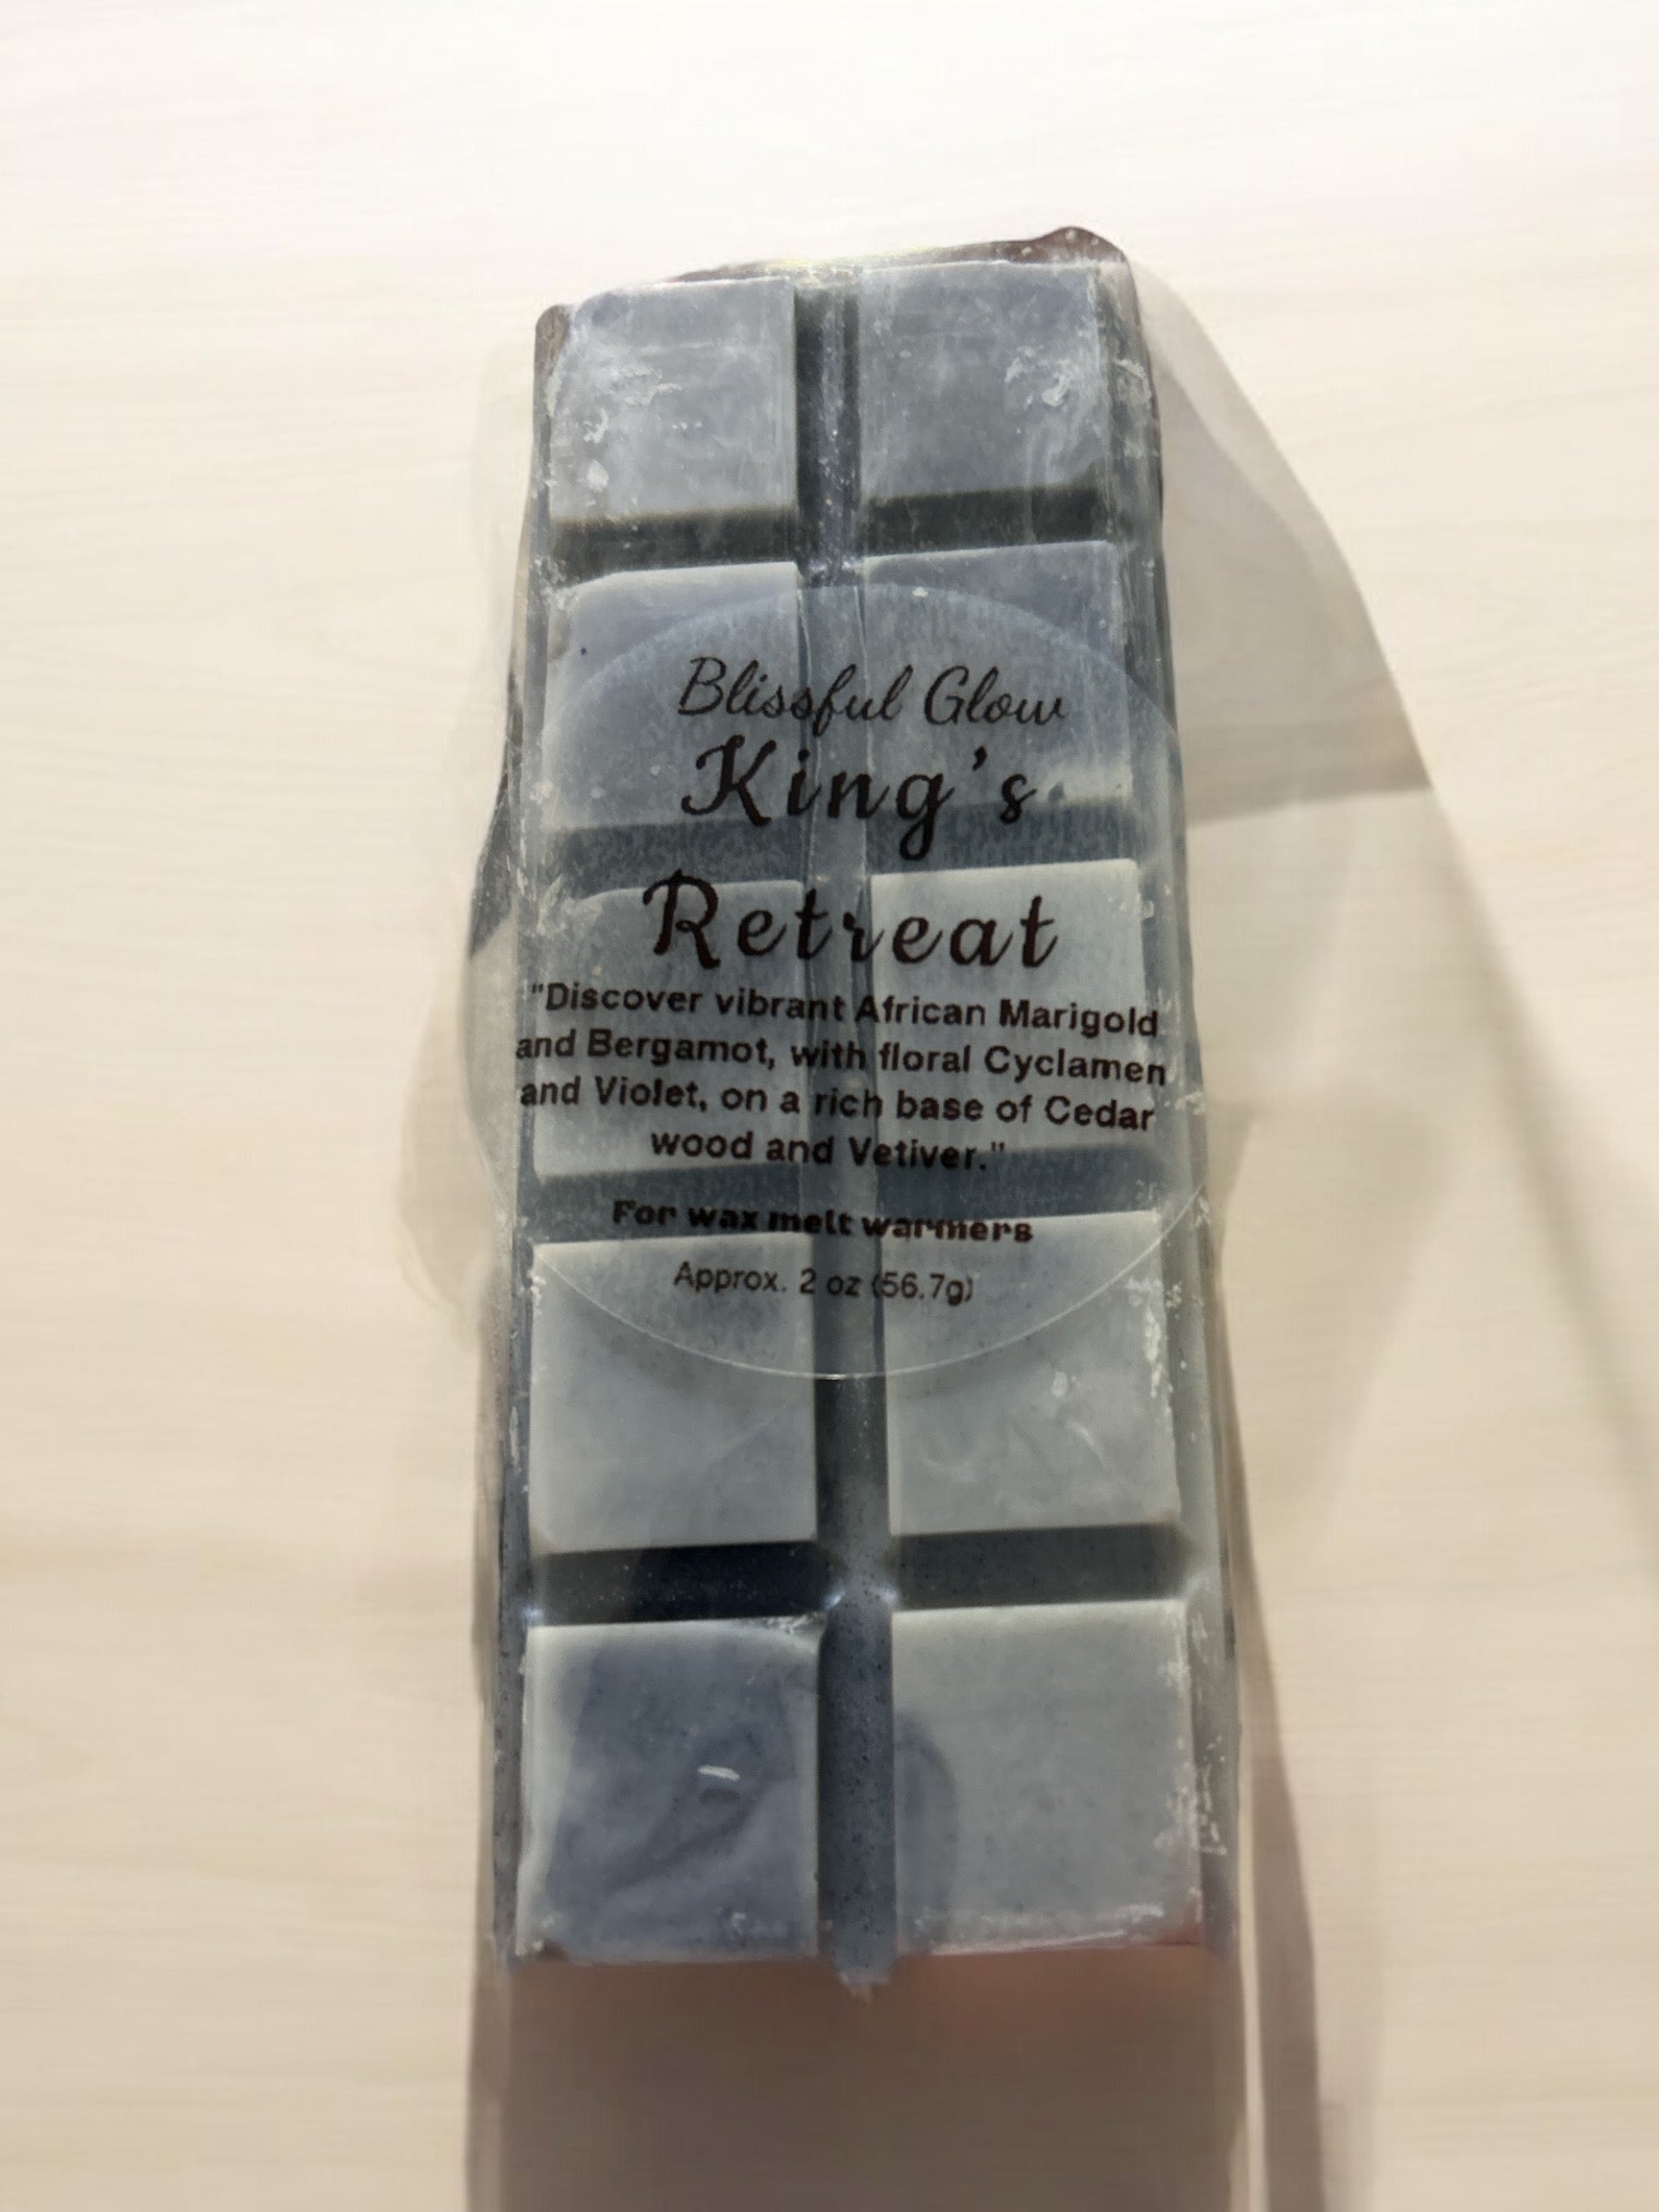 Blissful Glow
King's
Retreat
"Discover vibrant African Marigold
and Bergamot, with floral Cyclamen
and Violet, on a rich base of Cedar
wood and Vetiver."
For wax melt warmers
Approx. 2 oz (56.7g)